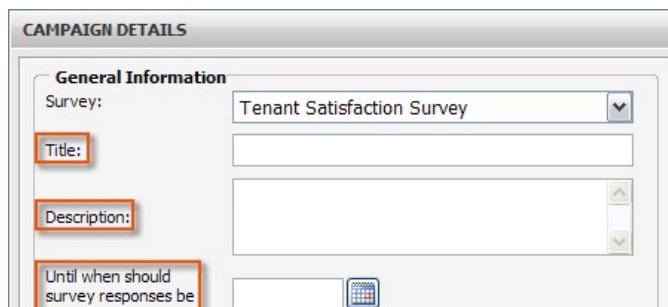 CAMPAIGN DETAILS
General Information
Survey:
Tenant Satisfaction Survey
Title:
Description:
Until when should
survey responses be